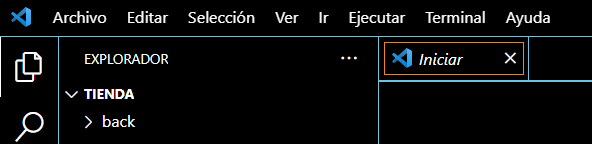 Archivo Editar Selección Ver Ir Ejecutar Terminal Ayuda
EXPLORADOR ··· Iniciar
TIENDA
back